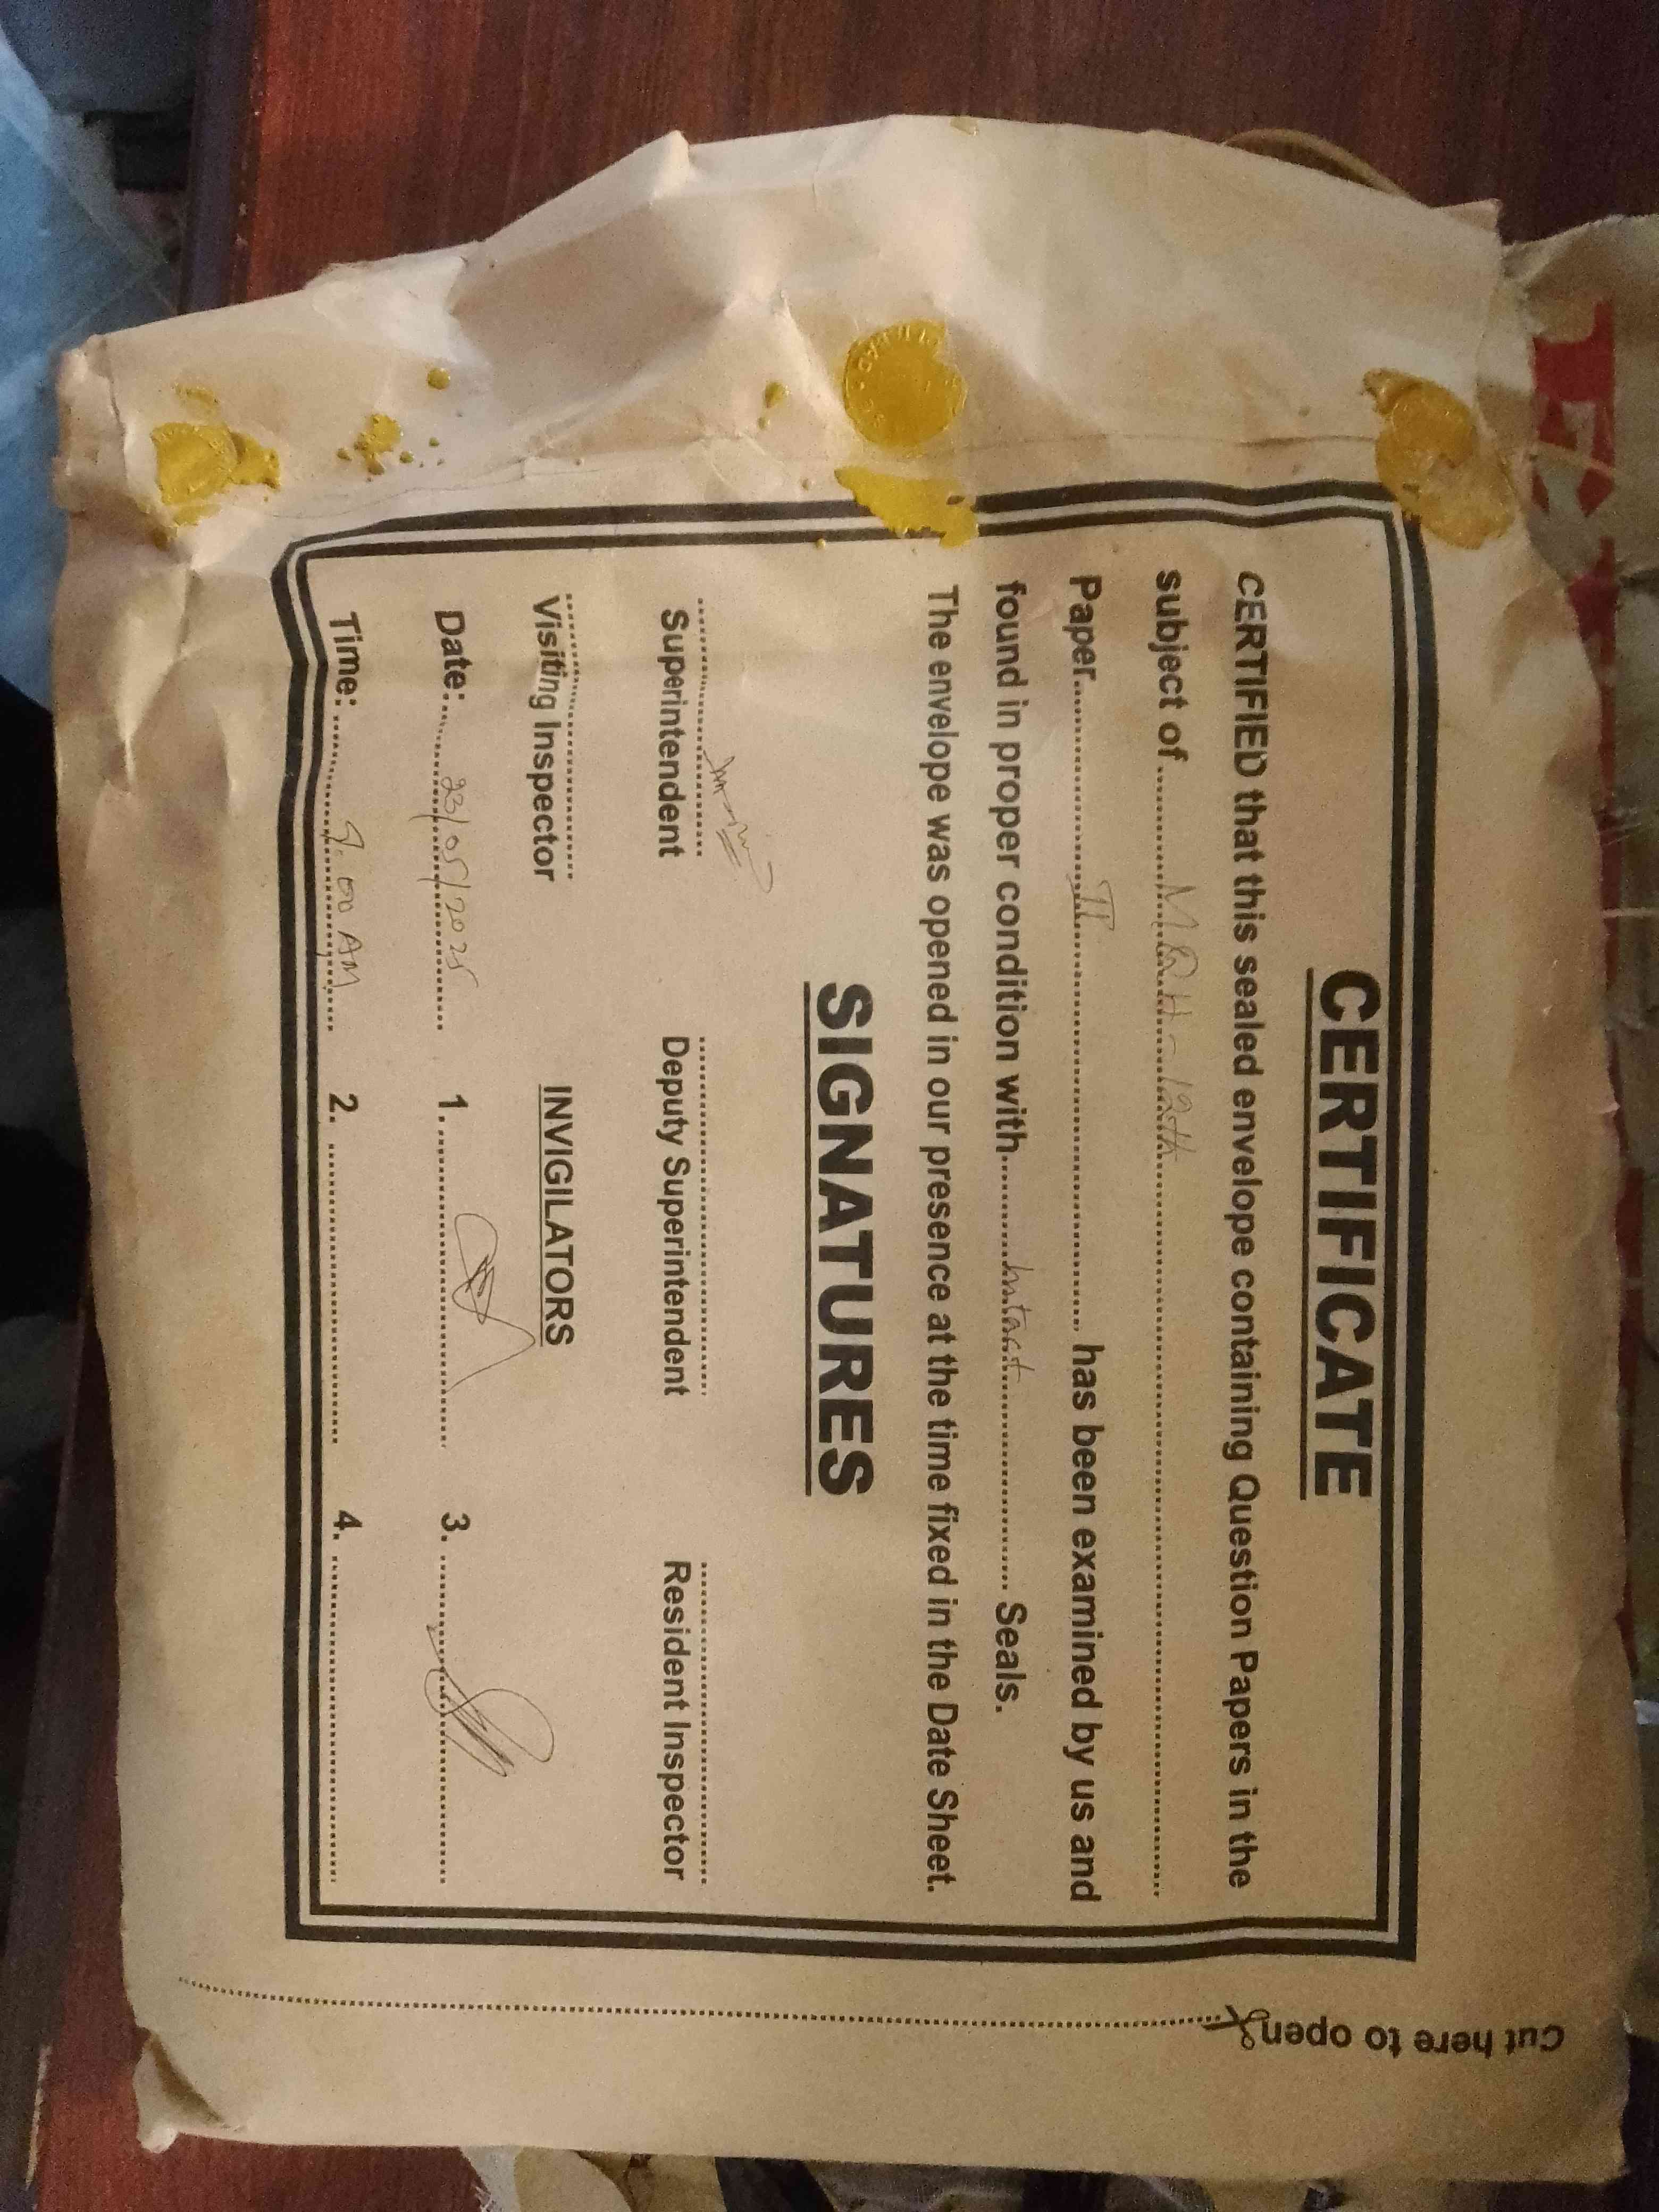 CERTIFICATE
CERTIFIED that this sealed envelope containing Question Papers in the
subject of .......... M.Q.H - 12th ..........
Paper .......... II .......... has been examined by us and
found in proper condition with .......... Intact .......... Seals.
The envelope was opened in our presence at the time fixed in the Date Sheet.
SIGNATURES
Superintendent Deputy Superintendent Resident Inspector
Visiting Inspector INVIGILATORS
Date: .......... 23/05/2025 .......... 1. .......... 3. ..........
Time: .......... 9.00 AM .......... 2. .......... 4. ..........
Cut here to open